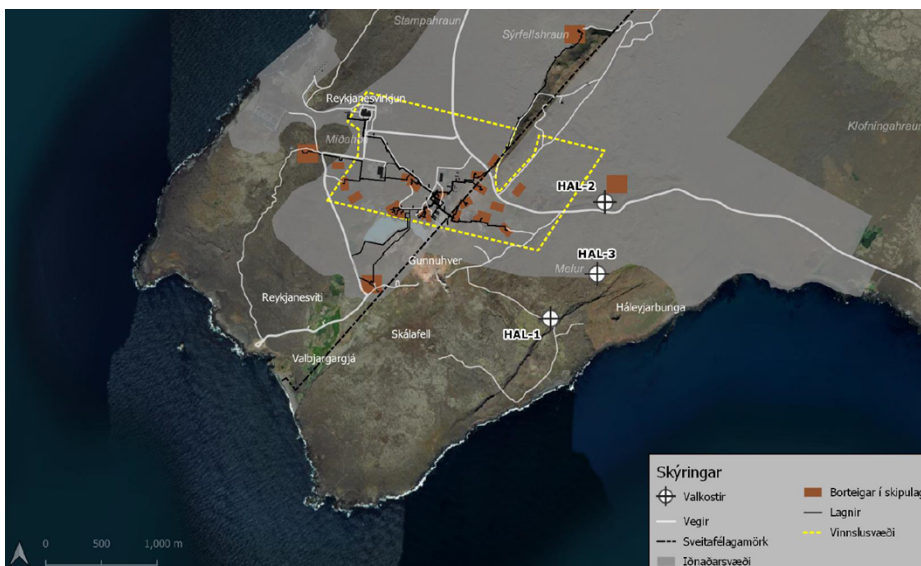 Stampahraun
Sýrfellshraun
Reykjanesvirkjun
Klofningahraun
HAL-2
HAL-3
Gunnuhver
Melur
Reykjanesviti
Háleyjarbunga
HAL-1
Skálafell
Valbjargargjá
Skýringar
Valkostir
Vegir
Sveitafélagamörk
Iðnaðarsvæði
Borteigar í skipulag
Lagnir
Vinnslusvæði
0 500 1,000 m